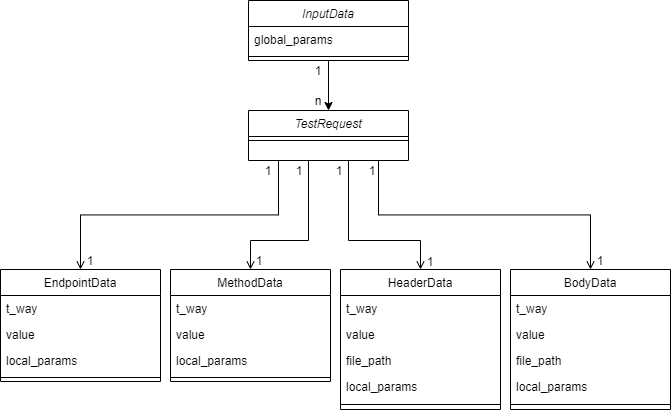 InputData
global_params
1
n
TestRequest
1
1
1
1
1
1
1
1
EndpointData
t_way
value
local_params
MethodData
t_way
value
local_params
HeaderData
t_way
value
file_path
local_params
BodyData
t_way
value
file_path
local_params